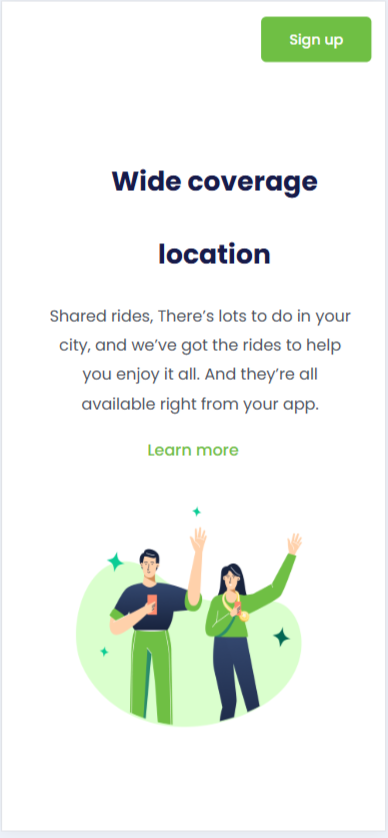 Sign up
Wide coverage
location
Shared rides, There's lots to do in your
city, and we've got the rides to help
you enjoy it all. And they're all
available right from your app.
Learn more